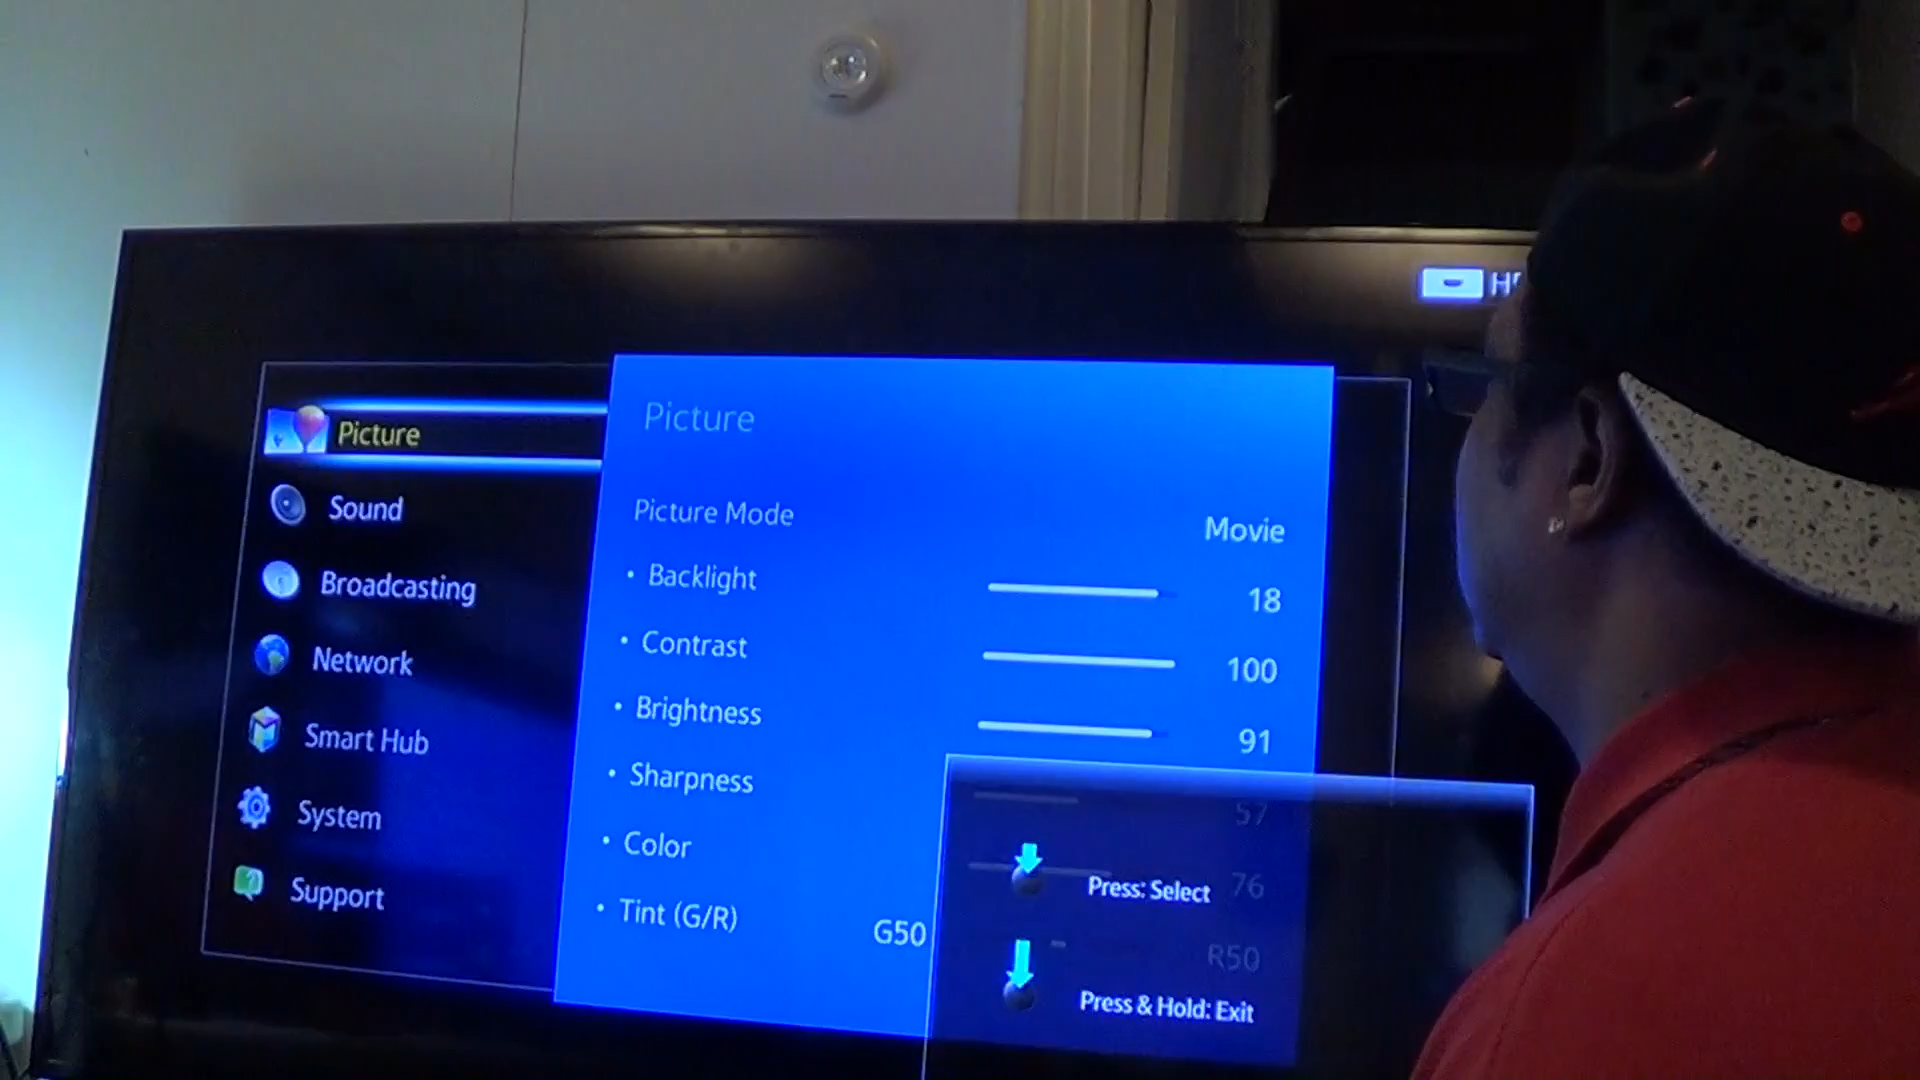 Picture
Sound
Broadcasting
Network
Smart Hub
System
Support
Picture
Picture Mode Movie
• Backlight 18
• Contrast 100
• Brightness 91
• Sharpness 57
• Color 76
• Tint (G/R) G50 R50
Press: Select
Press & Hold: Exit